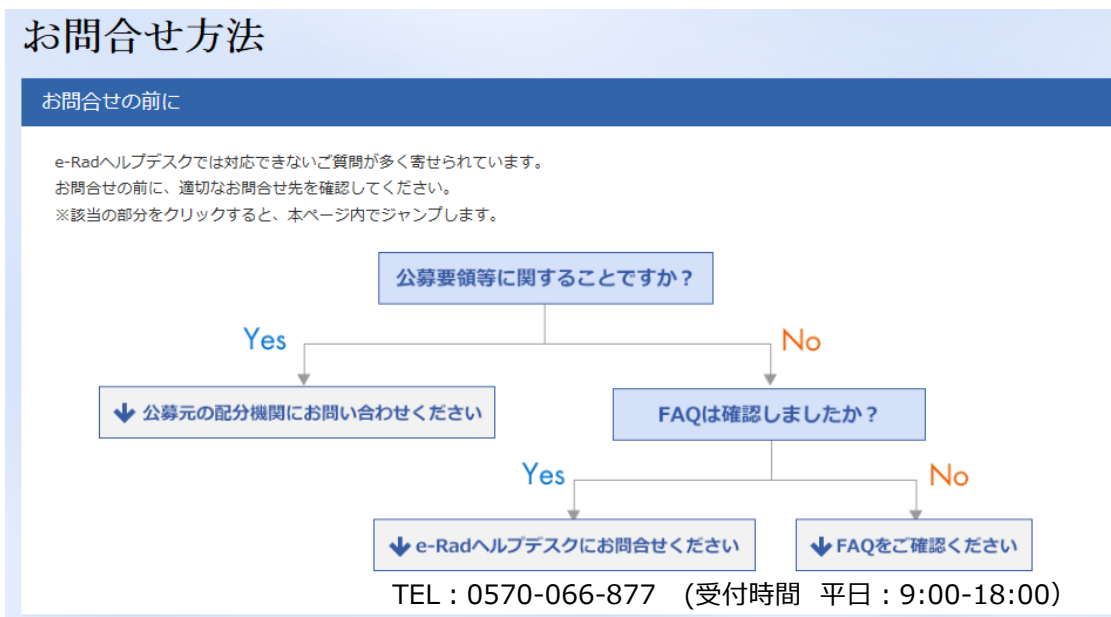 お問合せ方法
お問合せの前に
e-Radヘルプデスクでは対応できないご質問が多く寄せられています。
お問合せの前に、適切なお問合せ先を確認してください。
※該当の部分をクリックすると、本ページ内でジャンプします。
公募要領等に関することですか？
Yes
No
公募元の配分機関にお問い合わせください
FAQは確認しましたか？
Yes
No
e-Radヘルプデスクにお問合せください
FAQをご確認ください
TEL：0570-066-877 (受付時間 平日：9:00-18:00）